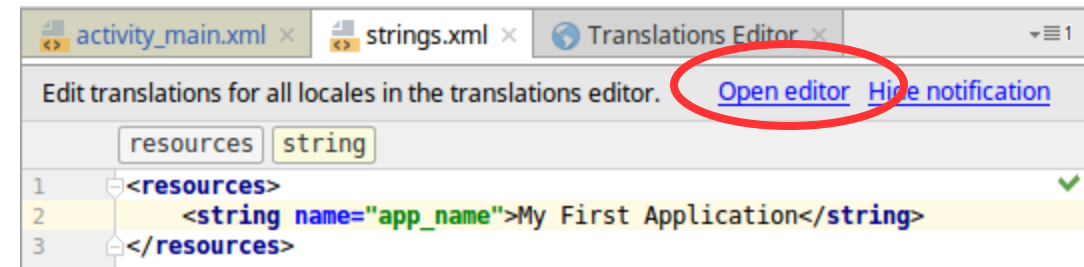 activity_main.xml × strings.xml × Translations Editor × 1
Edit translations for all locales in the translations editor. Open editor Hide notification
resources string
1 <resources>
2 <string name="app_name">My First Application</string>
3 </resources>